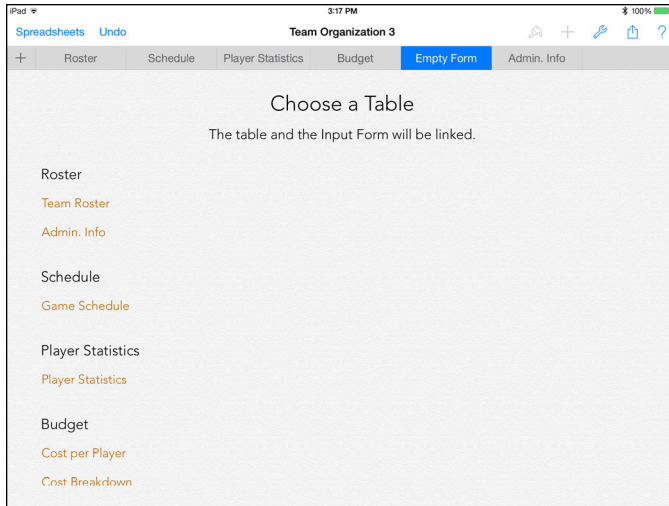 iPad 3:17 PM 100%
Spreadsheets Undo Team Organization 3 ?
+ Roster Schedule Player Statistics Budget Empty Form Admin. Info
Choose a Table
The table and the Input Form will be linked.
Roster
Team Roster
Admin. Info
Schedule
Game Schedule
Player Statistics
Player Statistics
Budget
Cost per Player
Cost Breakdown